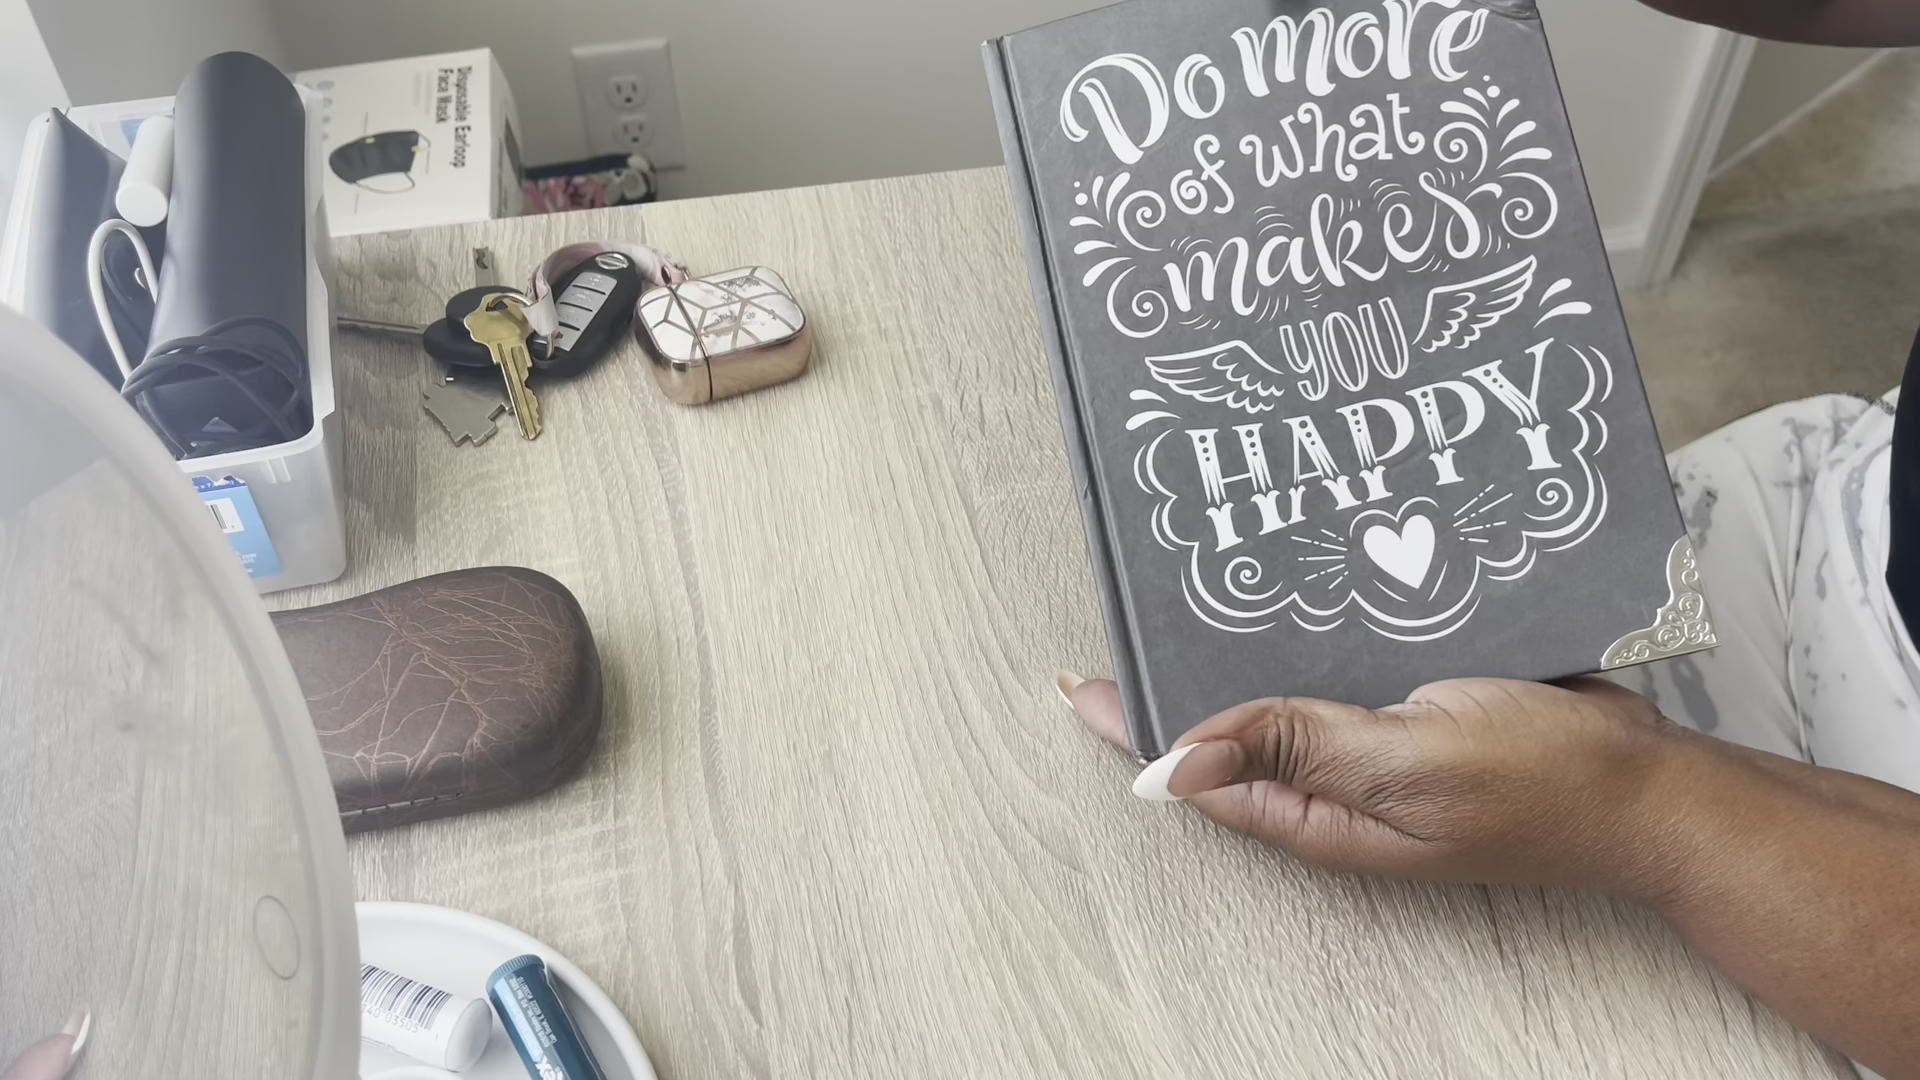 Do more
of what
makes
YOU
HAPPY
Disposable Earloop
Face Mask